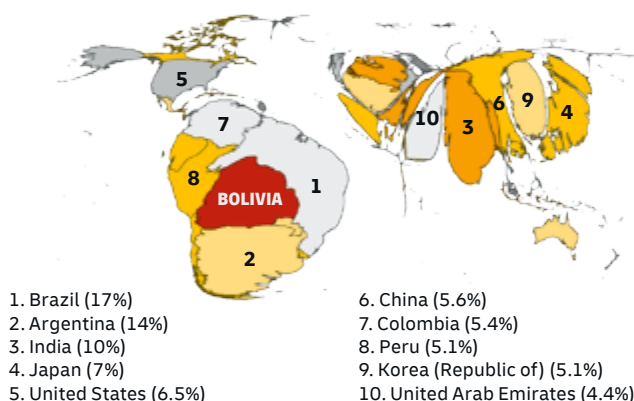 5
7
6
9
4
10
3
8
BOLIVIA
1
2
1. Brazil (17%)
2. Argentina (14%)
3. India (10%)
4. Japan (7%)
5. United States (6.5%)
6. China (5.6%)
7. Colombia (5.4%)
8. Peru (5.1%)
9. Korea (Republic of) (5.1%)
10. United Arab Emirates (4.4%)